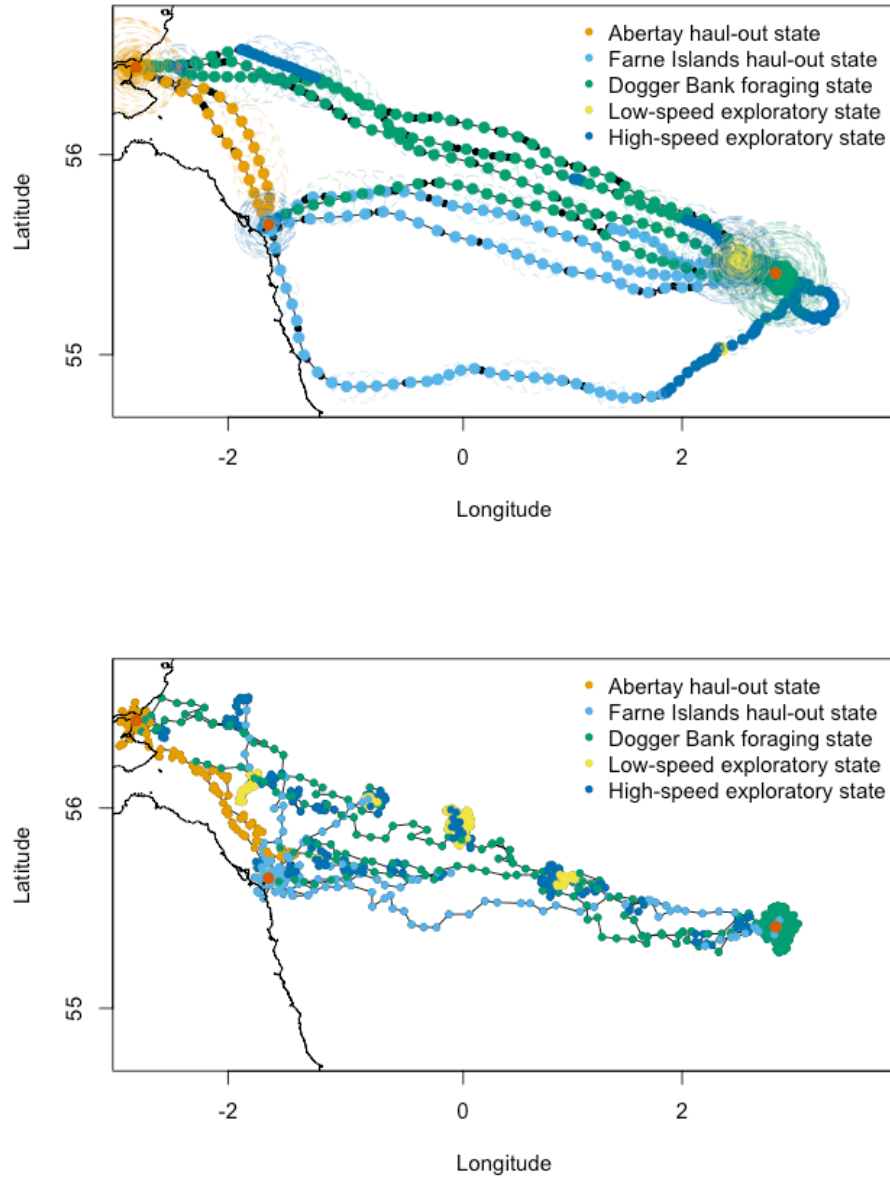 Abertay haul-out state
Farne Islands haul-out state
Dogger Bank foraging state
Low-speed exploratory state
High-speed exploratory state
56
55
Latitude
-2 0 2
Longitude
Abertay haul-out state
Farne Islands haul-out state
Dogger Bank foraging state
Low-speed exploratory state
High-speed exploratory state
56
55
Latitude
-2 0 2
Longitude